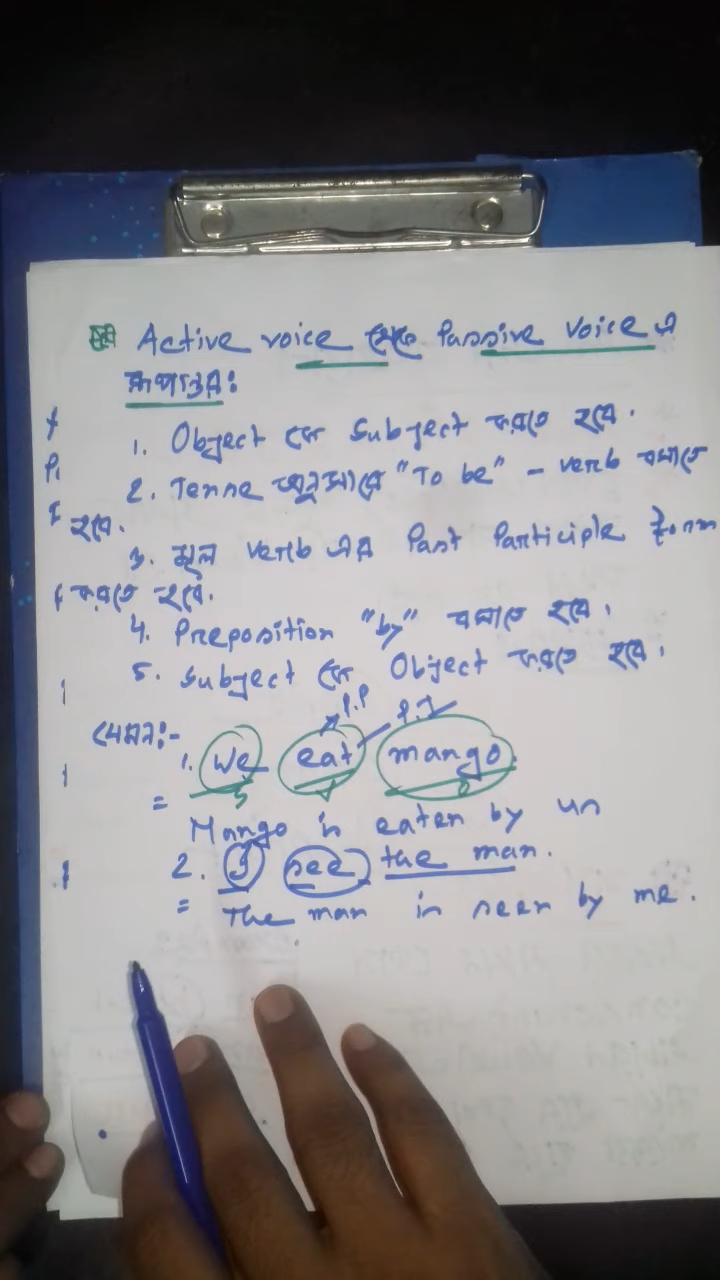 Active voice থেকে Passive Voice এ
রূপান্তর:
1. Object কে Subject করতে হবে.
2. Tense অনুসারে "To be" - verb বসাতে
হবে.
3. মূল verb এর Past Participle Form
করতে হবে.
4. Preposition "by" বসাতে হবে.
5. Subject কে Object করতে হবে.
P.P
যেমন:-
1. We eat mango.
S V O
= Mango is eaten by us
2. I see the man.
= The man is seen by me.